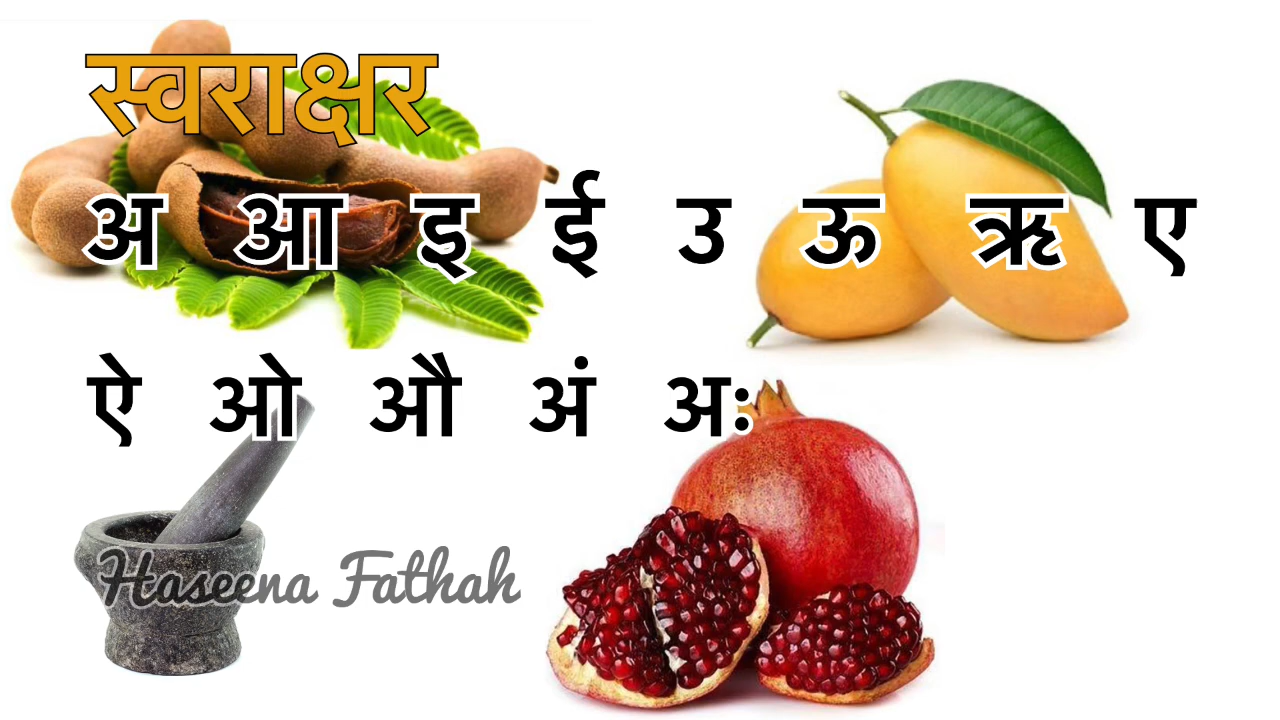 स्वराक्षर
अ आ इ ई उ ऊ ऋ ए
ऐ ओ औ अं अः
Haseena Fathah